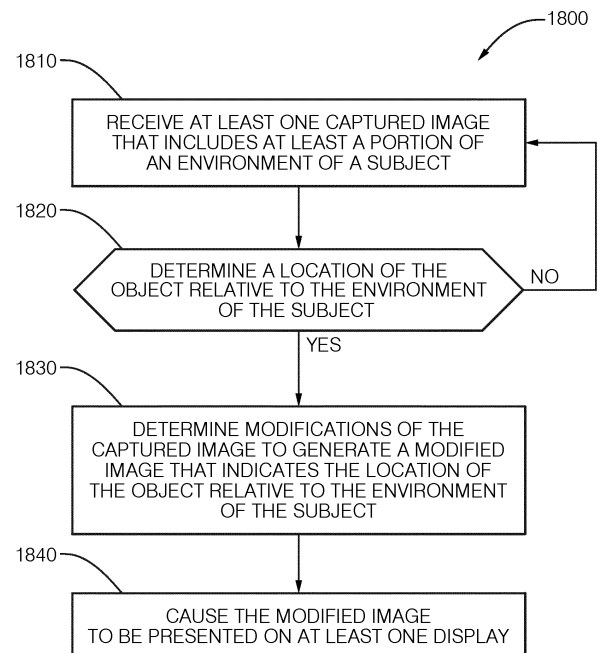 1800
1810
RECEIVE AT LEAST ONE CAPTURED IMAGE
THAT INCLUDES AT LEAST A PORTION OF
AN ENVIRONMENT OF A SUBJECT
1820
DETERMINE A LOCATION OF THE
OBJECT RELATIVE TO THE ENVIRONMENT
OF THE SUBJECT
NO
YES
1830
DETERMINE MODIFICATIONS OF THE
CAPTURED IMAGE TO GENERATE A MODIFIED
IMAGE THAT INDICATES THE LOCATION OF
THE OBJECT RELATIVE TO THE ENVIRONMENT
OF THE SUBJECT
1840
CAUSE THE MODIFIED IMAGE
TO BE PRESENTED ON AT LEAST ONE DISPLAY